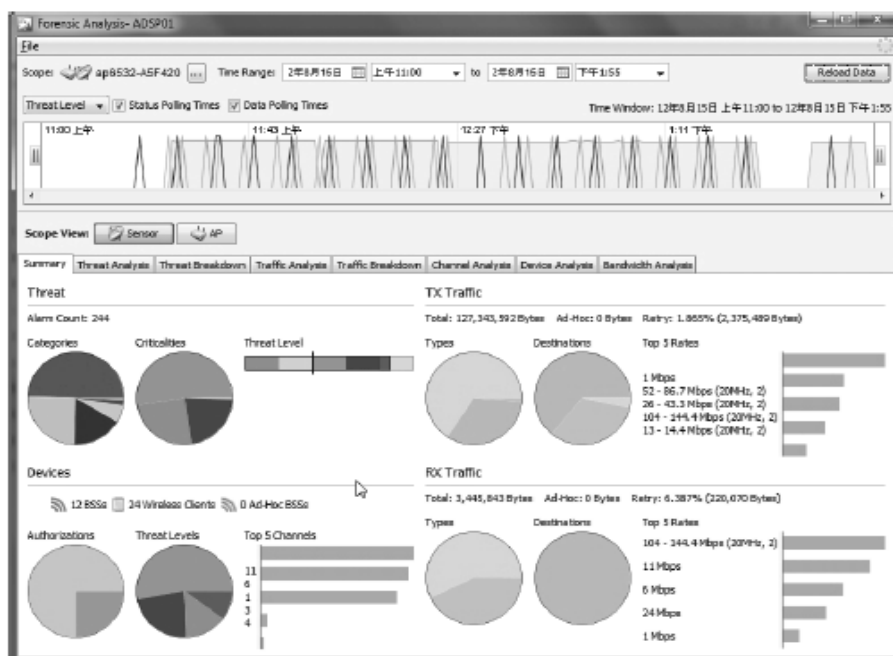 Forensic Analysis- ADSP01
File
Scope: ap8532-A5F420 ... Time Range: 2年8月16日 上午11:00 to 2年8月16日 下午1:55 Reload Data
Threat Level Status Polling Times Data Polling Times Time Window: 12年8月15日 上午11:00 to 12年8月15日 下午1:55
11:00 上午 11:43 上午 12:27 下午 1:11 下午
Scope View: Sensor AP
Summary Threat Analysis Threat Breakdown Traffic Analysis Traffic Breakdown Channel Analysis Device Analysis Bandwidth Analysis
Threat
Alarm Count: 244
Categories Criticalities Threat Level
TX Traffic
Total: 127,343,592 Bytes Ad-Hoc: 0 Bytes Retry: 1.865% (2,375,489 Bytes)
Types Destinations Top 5 Rates
1 Mbps
52 - 86.7 Mbps (20MHz, 2)
26 - 43.3 Mbps (20MHz, 2)
104 - 144.4 Mbps (20MHz, 2)
13 - 14.4 Mbps (20MHz, 2)
Devices
12 BSSs 24 Wireless Clients 0 Ad-Hoc BSSs
Authorizations Threat Levels Top 5 Channels
11
6
1
3
4
RX Traffic
Total: 3,445,843 Bytes Ad-Hoc: 0 Bytes Retry: 6.387% (220,070 Bytes)
Types Destinations Top 5 Rates
104 - 144.4 Mbps (20MHz, 2)
11 Mbps
6 Mbps
24 Mbps
1 Mbps